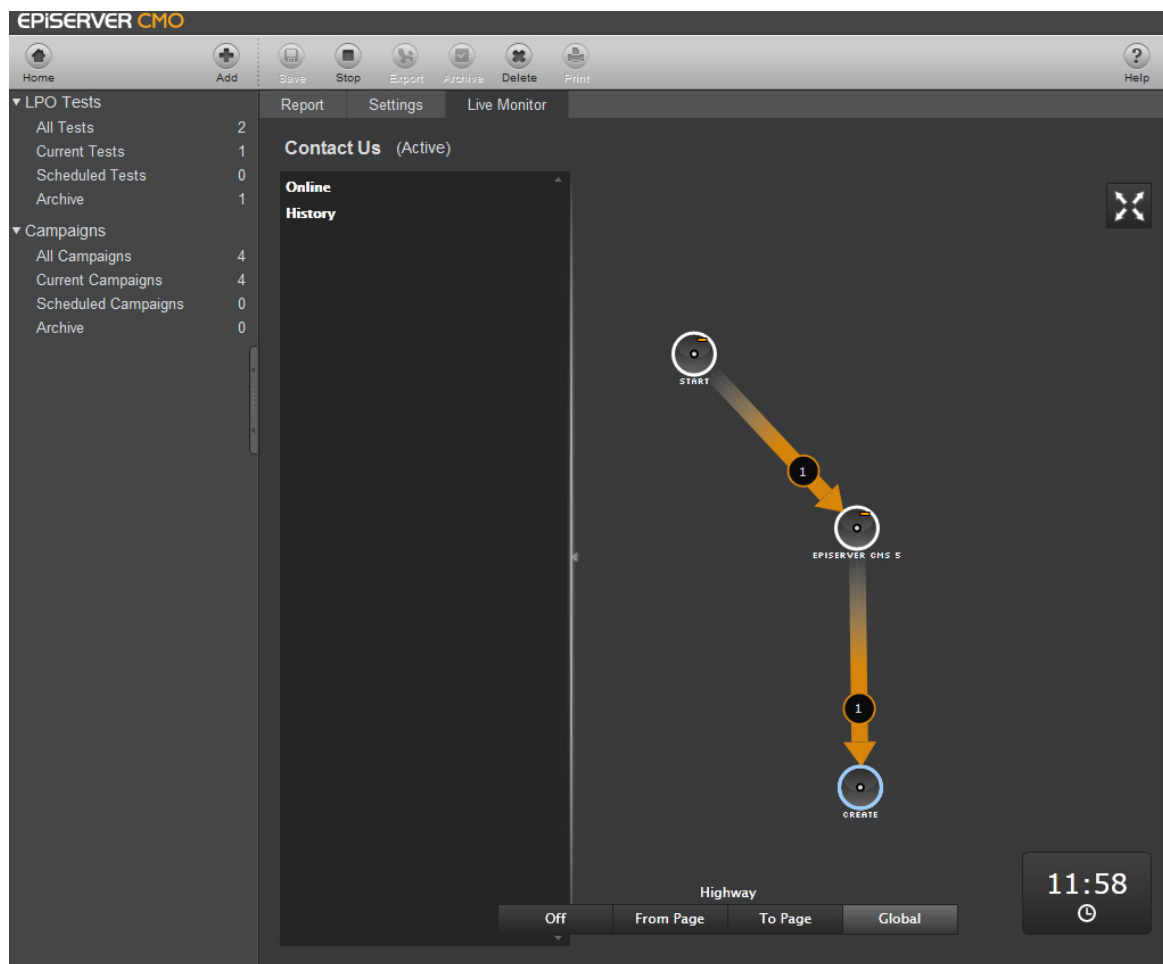 EPiSERVER CMO
Home Add Save Stop Export Archive Delete Print Help
LPO Tests
All Tests 2
Current Tests 1
Scheduled Tests 0
Archive 1
Campaigns
All Campaigns 4
Current Campaigns 4
Scheduled Campaigns 0
Archive 0
Report Settings Live Monitor
Contact Us (Active)
Online
History
START
1
EPISERVER CMS 5
1
CREATE
Highway
Off From Page To Page Global
11:58